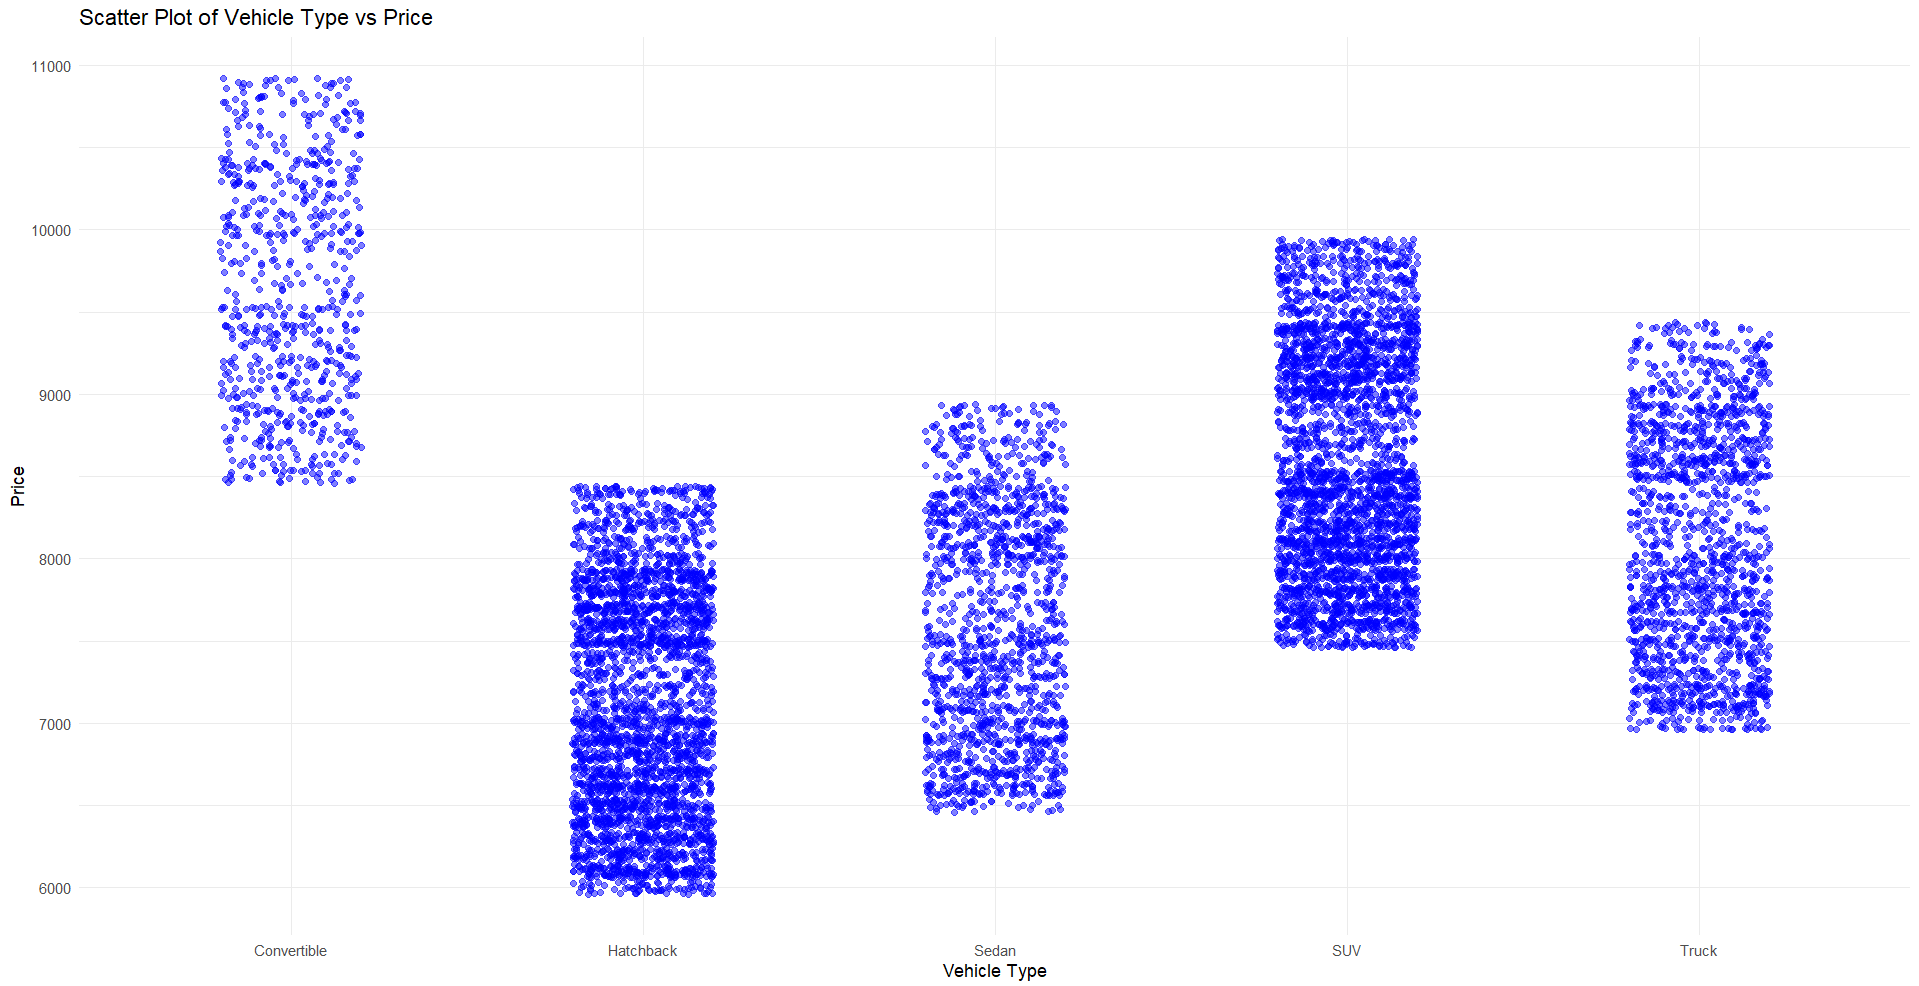 Scatter Plot of Vehicle Type vs Price
11000
10000
9000
8000
7000
6000
Price
Convertible
Hatchback
Sedan
SUV
Truck
Vehicle Type